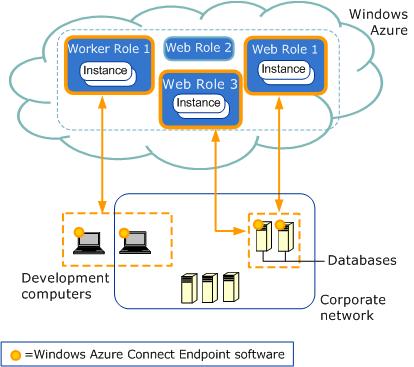 Windows
Azure
Worker Role 1
Instance
Web Role 2
Web Role 1
Instance
Web Role 3
Instance
Development
computers
Databases
Corporate
network
=Windows Azure Connect Endpoint software